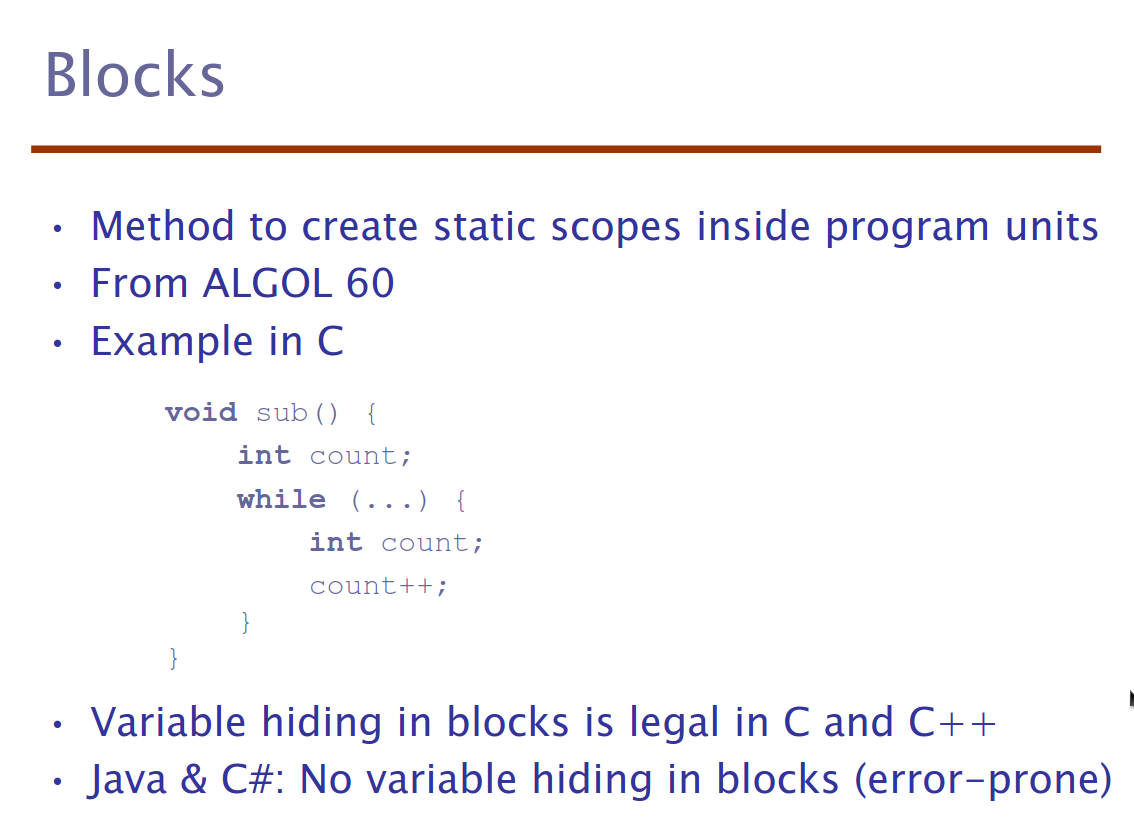 Blocks
• Method to create static scopes inside program units
• From ALGOL 60
• Example in C
void sub() {
int count;
while (...) {
int count;
count++;
}
}
• Variable hiding in blocks is legal in C and C++
• Java & C#: No variable hiding in blocks (error-prone)